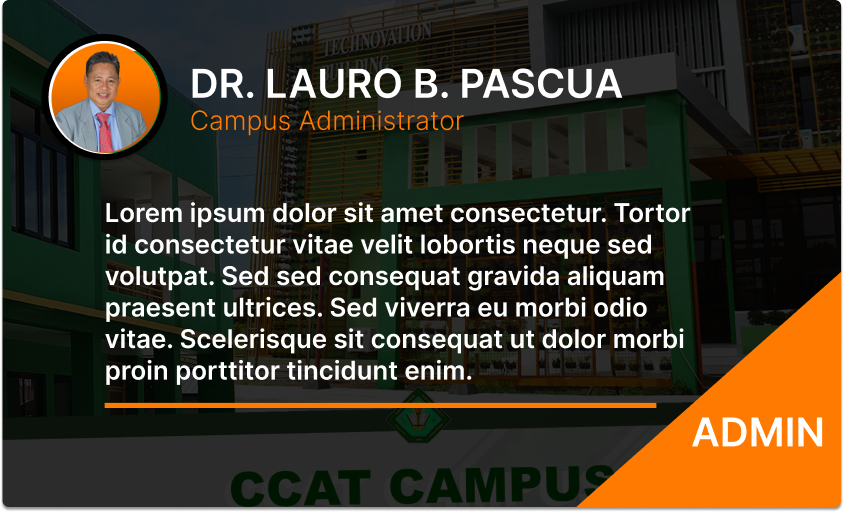 TECHNOVATION
BUILDING
DR. LAURO B. PASCUA
Campus Administrator
Lorem ipsum dolor sit amet consectetur. Tortor
id consectetur vitae velit lobortis neque sed
volutpat. Sed sed consequat gravida aliquam
praesent ultrices. Sed viverra eu morbi odio
vitae. Scelerisque sit consequat ut dolor morbi
proin porttitor tincidunt enim.
ADMIN
CCAT CAMPUS